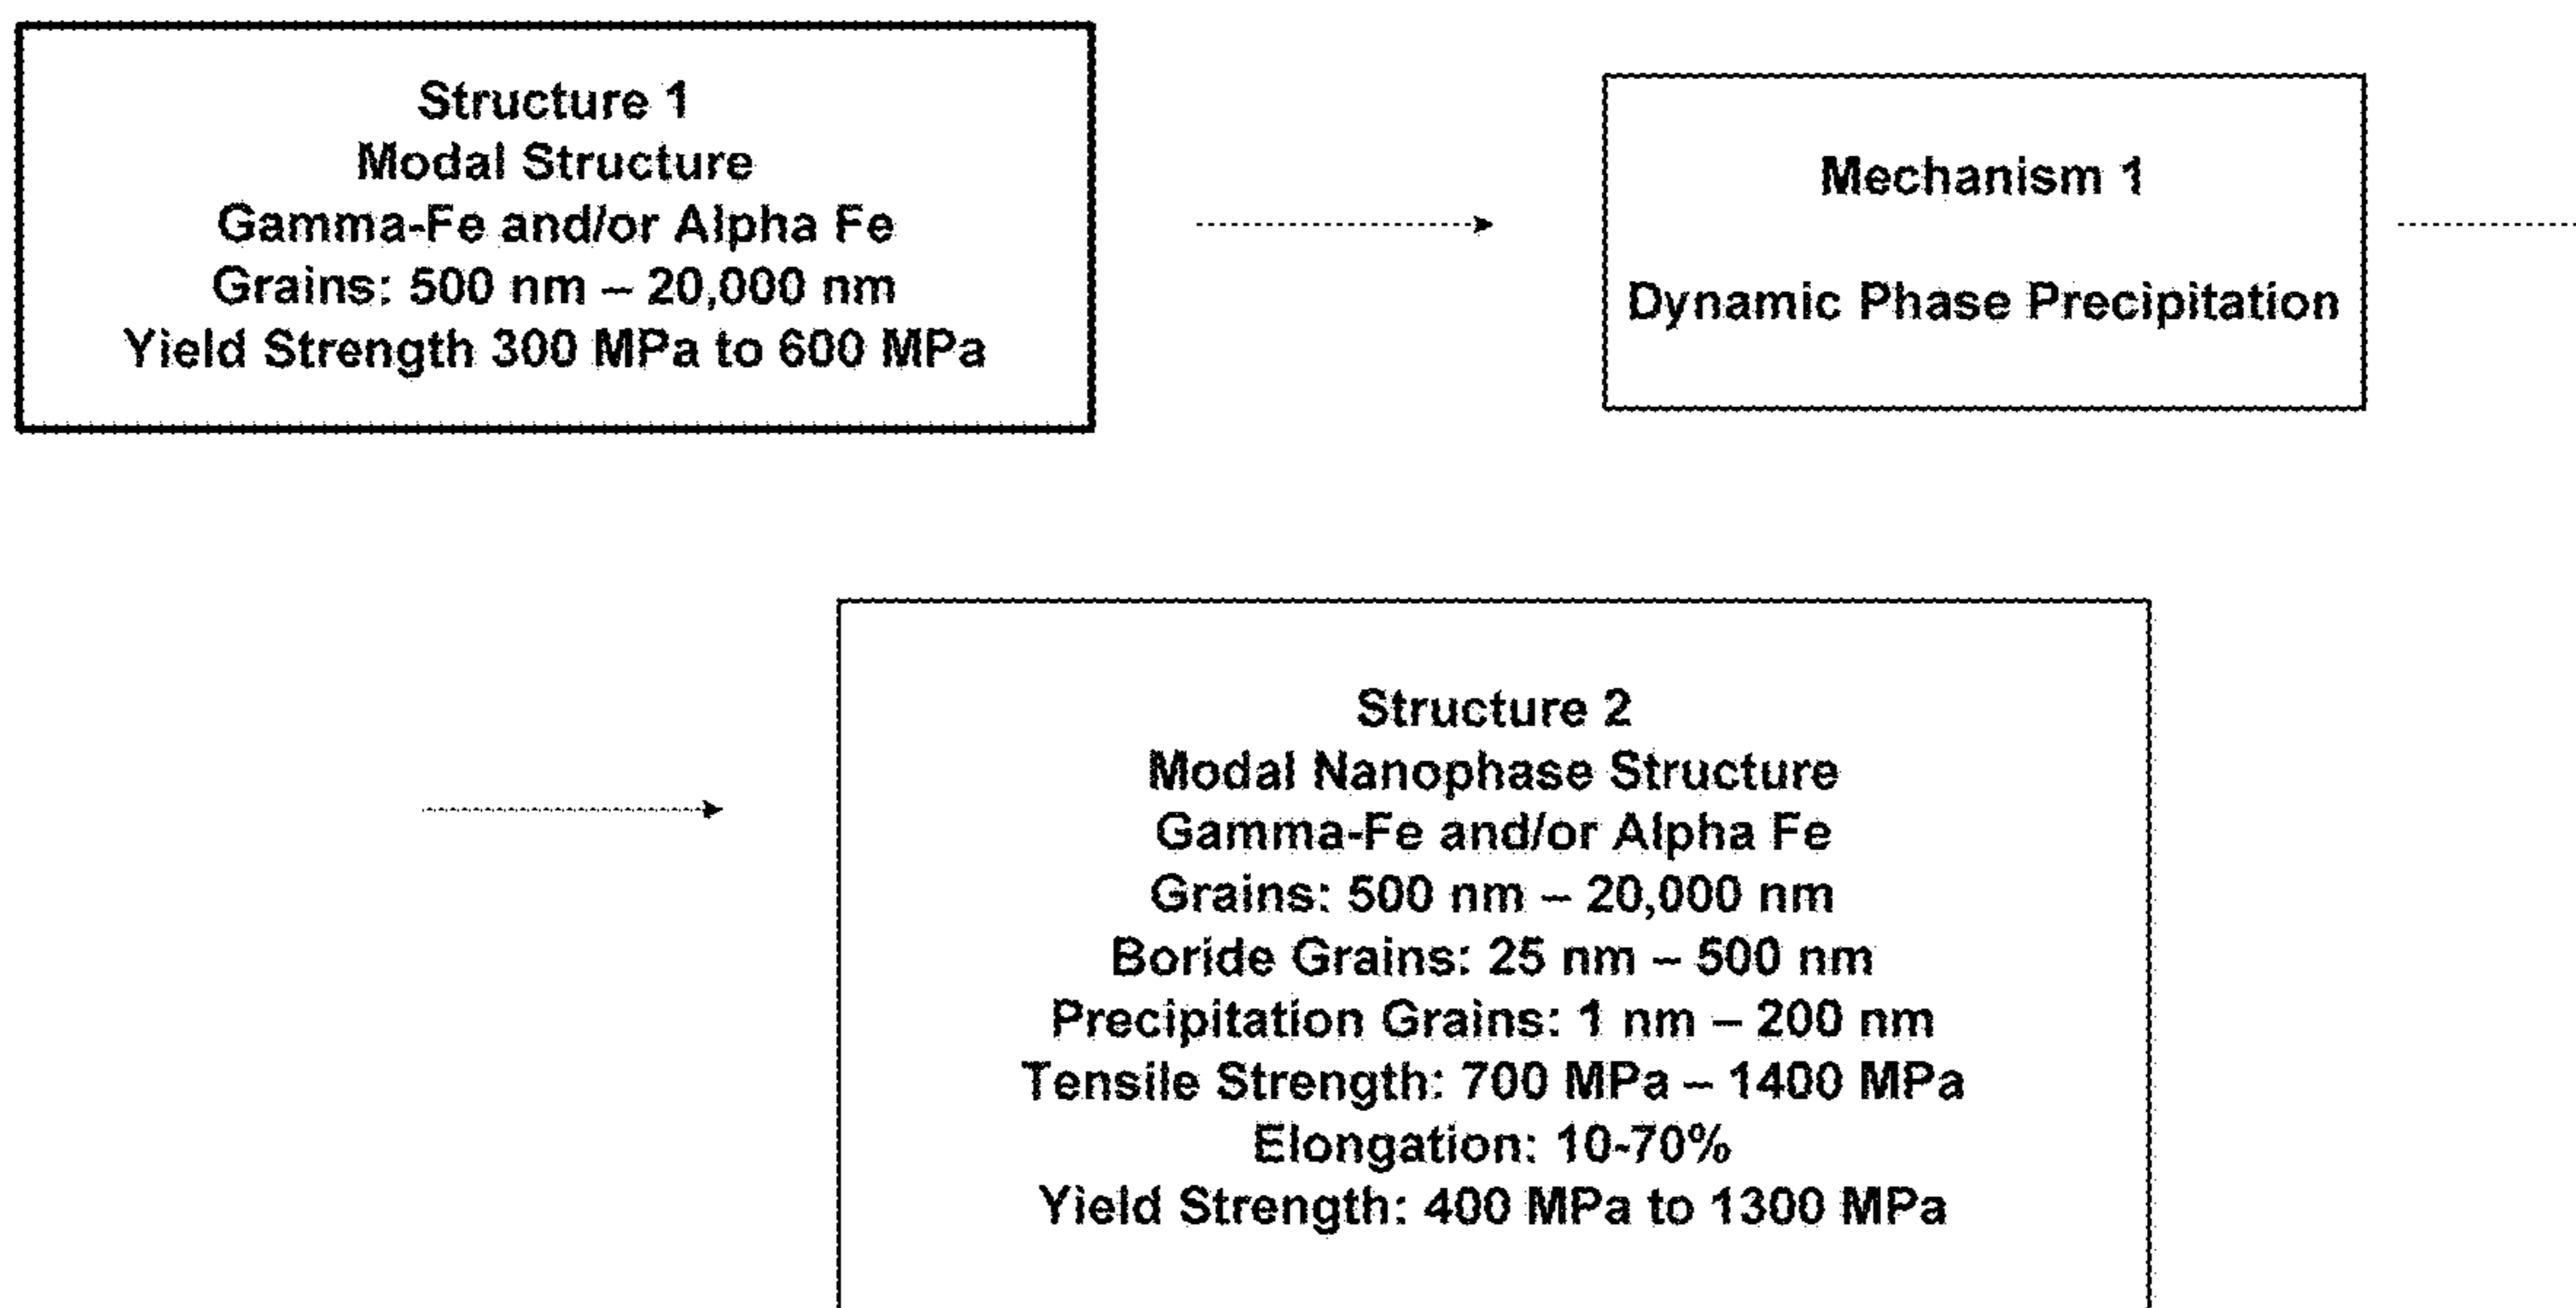 Structure 1
Modal Structure
Gamma-Fe and/or Alpha Fe
Grains: 500 nm – 20,000 nm
Yield Strength 300 MPa to 600 MPa
Mechanism 1
Dynamic Phase Precipitation
Structure 2
Modal Nanophase Structure
Gamma-Fe and/or Alpha Fe
Grains: 500 nm – 20,000 nm
Boride Grains: 25 nm – 500 nm
Precipitation Grains: 1 nm – 200 nm
Tensile Strength: 700 MPa – 1400 MPa
Elongation: 10-70%
Yield Strength: 400 MPa to 1300 MPa